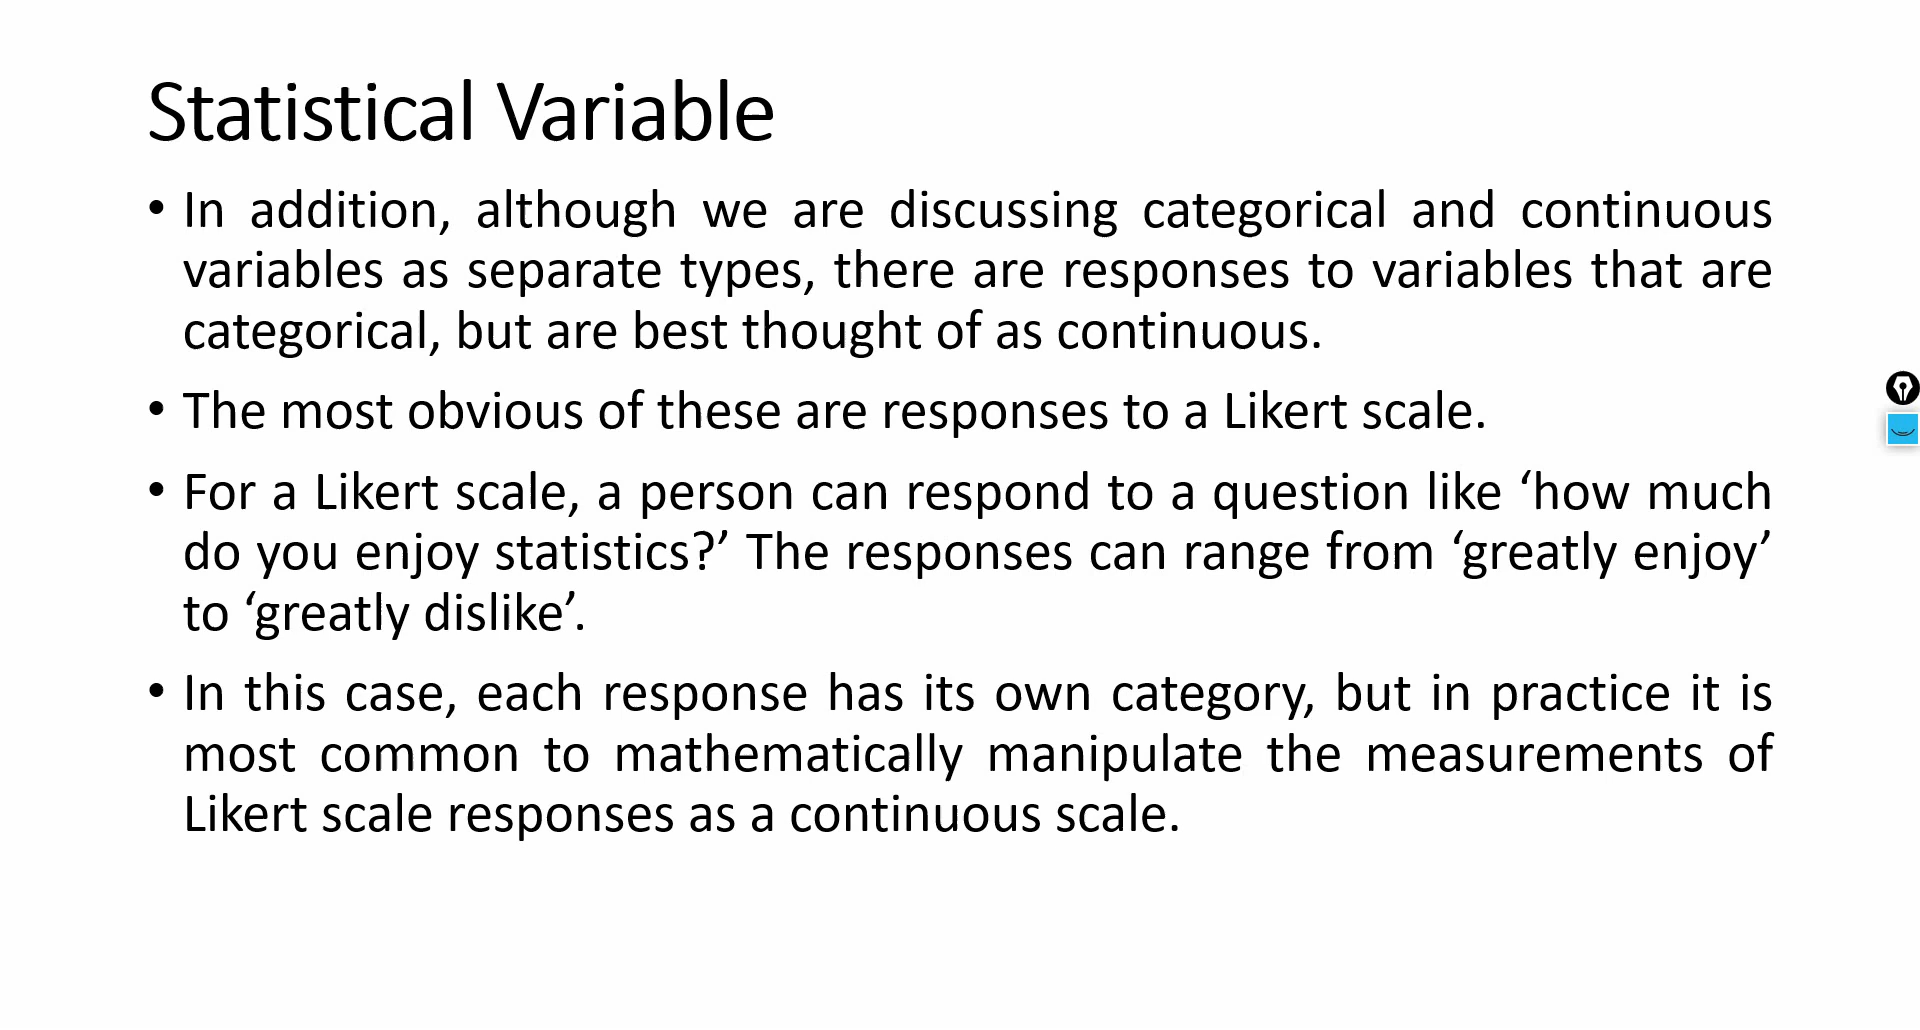 Statistical Variable
• In addition, although we are discussing categorical and continuous
variables as separate types, there are responses to variables that are
categorical, but are best thought of as continuous.
• The most obvious of these are responses to a Likert scale.
• For a Likert scale, a person can respond to a question like ‘how much
do you enjoy statistics?’ The responses can range from ‘greatly enjoy’
to ‘greatly dislike’.
• In this case, each response has its own category, but in practice it is
most common to mathematically manipulate the measurements of
Likert scale responses as a continuous scale.